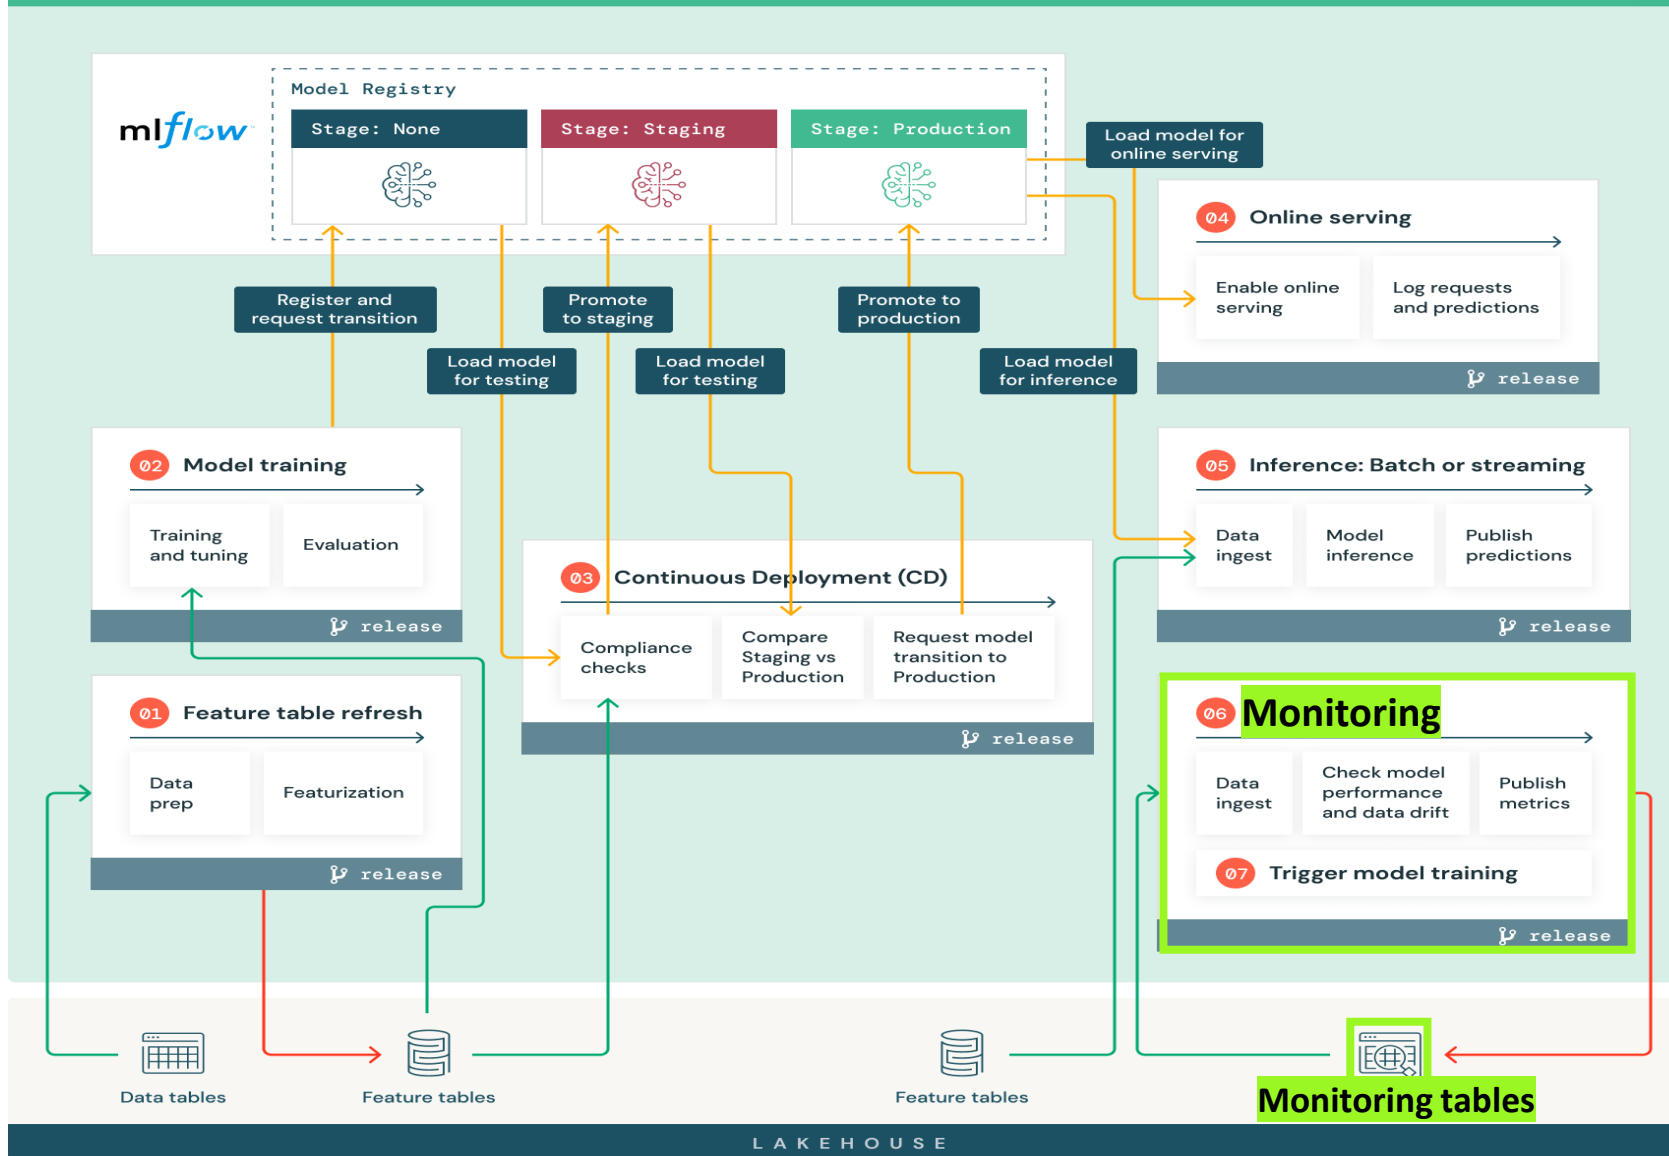 mlflow
Model Registry
Stage: None
Stage: Staging
Stage: Production
Load model for
online serving
Register and
request transition
Promote
to staging
Promote to
production
Load model
for testing
Load model
for testing
Load model
for inference
04 Online serving
Enable online
serving
Log requests
and predictions
release
02 Model training
Training
and tuning
Evaluation
release
05 Inference: Batch or streaming
Data
ingest
Model
inference
Publish
predictions
release
03 Continuous Deployment (CD)
Compliance
checks
Compare
Staging vs
Production
Request model
transition to
Production
release
01 Feature table refresh
Data
prep
Featurization
release
06 Monitoring
Data
ingest
Check model
performance
and data drift
Publish
metrics
07 Trigger model training
release
Data tables
Feature tables
Feature tables
Monitoring tables
LAKEHOUSE